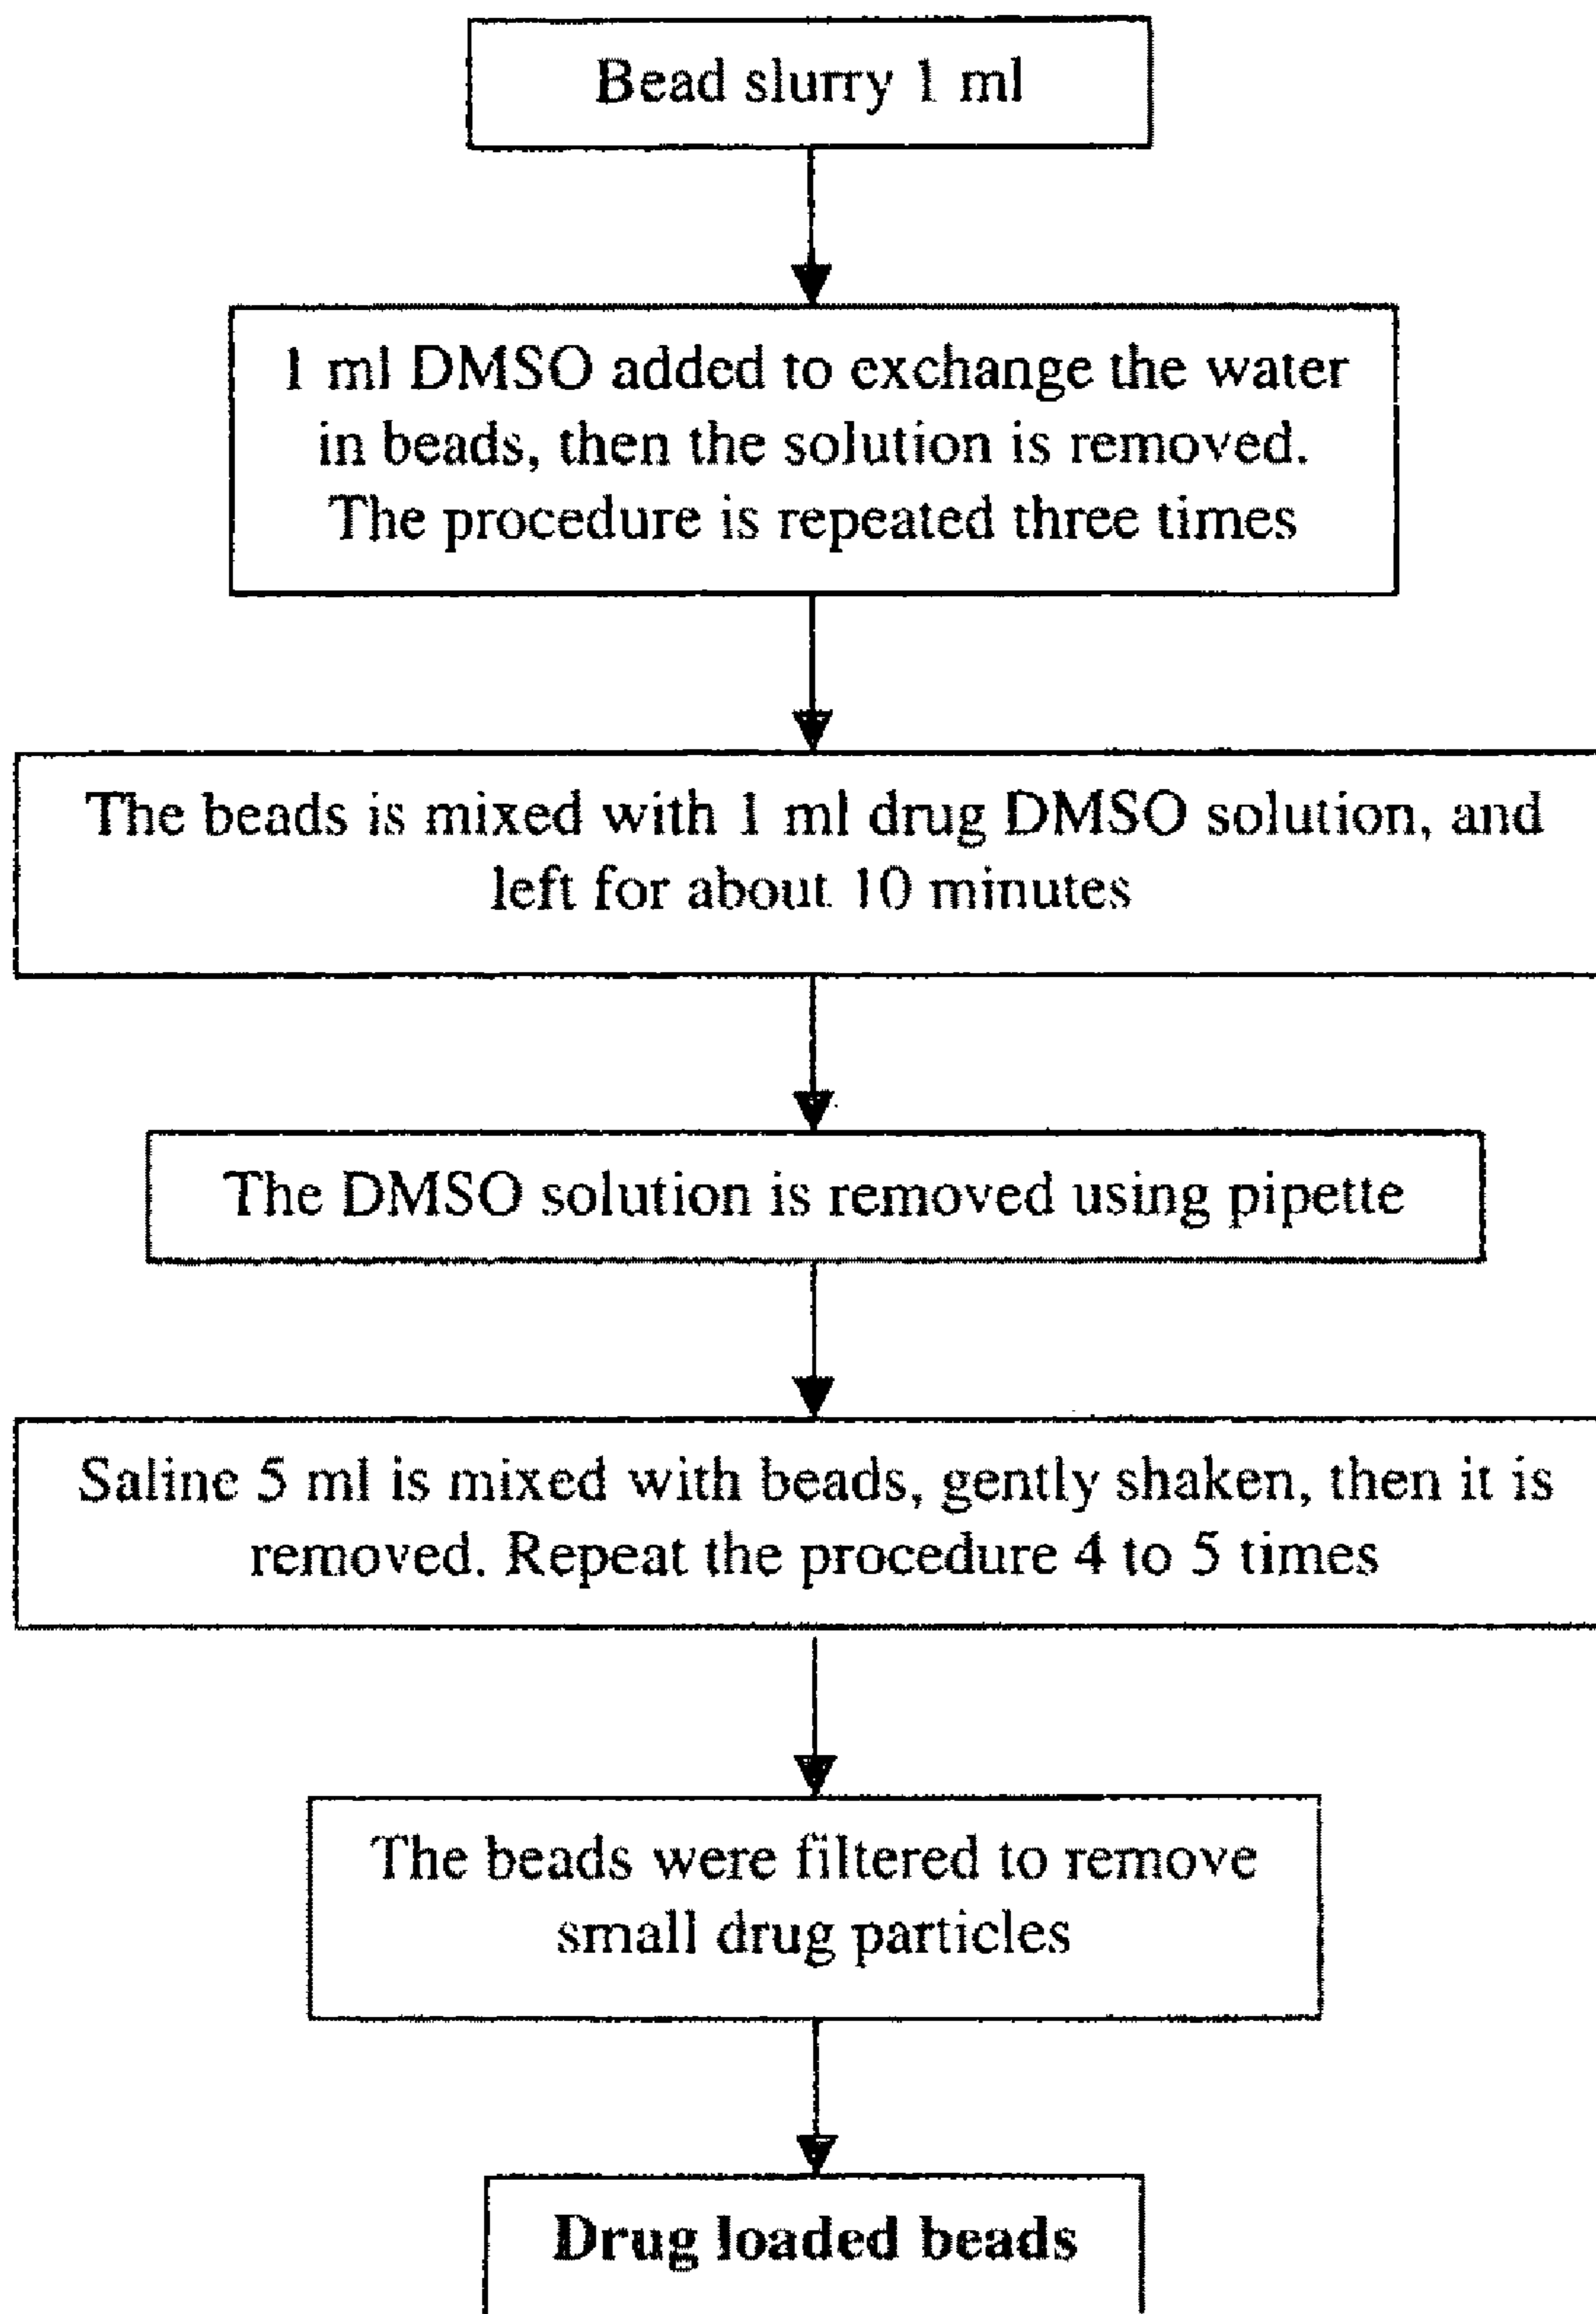 Bead slurry 1 ml
1 ml DMSO added to exchange the water
in beads, then the solution is removed.
The procedure is repeated three times
The beads is mixed with 1 ml drug DMSO solution, and
left for about 10 minutes
The DMSO solution is removed using pipette
Saline 5 ml is mixed with beads, gently shaken, then it is
removed. Repeat the procedure 4 to 5 times
The beads were filtered to remove
small drug particles
Drug loaded beads